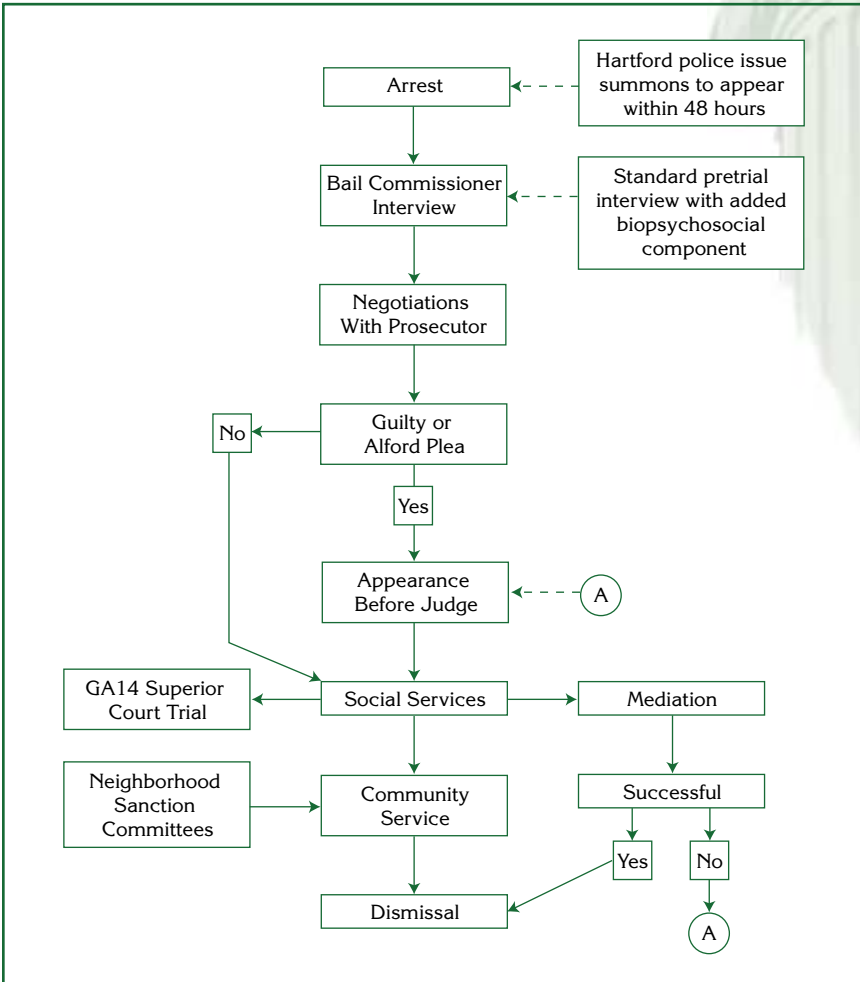 Arrest
Hartford police issue
summons to appear
within 48 hours
Bail Commissioner
Interview
Standard pretrial
interview with added
biopsychosocial
component
Negotiations
With Prosecutor
Guilty or
Alford Plea
No
Yes
Appearance
Before Judge
A
GA14 Superior
Court Trial
Social Services
Mediation
Neighborhood
Sanction
Committees
Community
Service
Successful
Yes
No
Dismissal
A